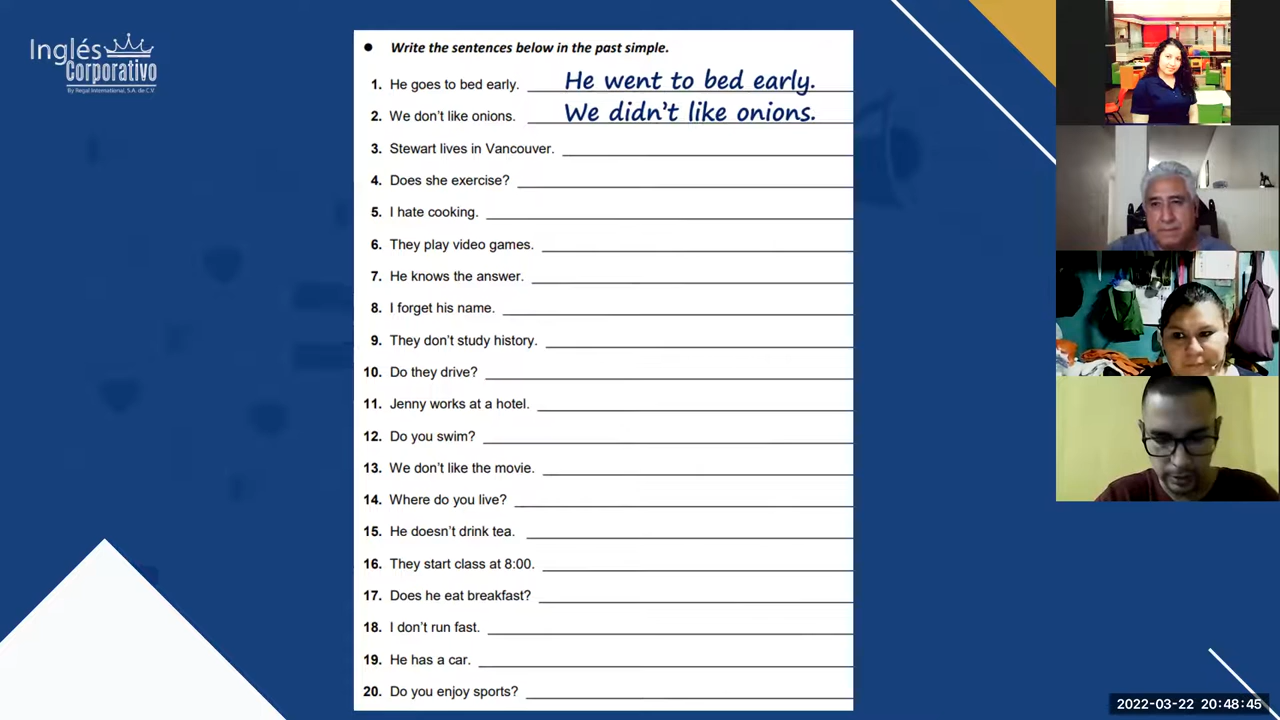 Inglés
Corporativo
By Regal International, S.A. de C.V.
● Write the sentences below in the past simple.
1. He goes to bed early. He went to bed early.
2. We don't like onions. We didn't like onions.
3. Stewart lives in Vancouver.
4. Does she exercise?
5. I hate cooking.
6. They play video games.
7. He knows the answer.
8. I forget his name.
9. They don't study history.
10. Do they drive?
11. Jenny works at a hotel.
12. Do you swim?
13. We don't like the movie.
14. Where do you live?
15. He doesn't drink tea.
16. They start class at 8:00.
17. Does he eat breakfast?
18. I don't run fast.
19. He has a car.
20. Do you enjoy sports?
2022-03-22 20:48:45